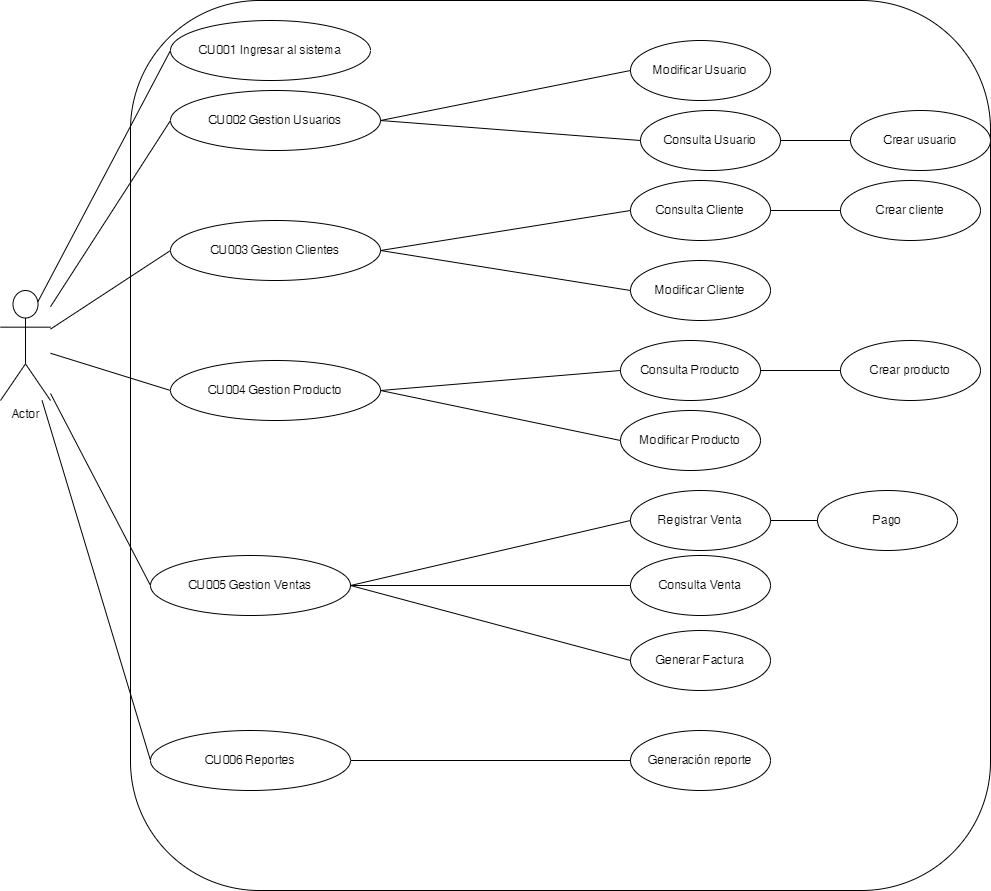 CU001 Ingresar al sistema
CU002 Gestion Usuarios
Modificar Usuario
Consulta Usuario
Crear usuario
CU003 Gestion Clientes
Consulta Cliente
Crear cliente
Modificar Cliente
Actor
CU004 Gestion Producto
Consulta Producto
Crear producto
Modificar Producto
CU005 Gestion Ventas
Registrar Venta
Pago
Consulta Venta
Generar Factura
CU006 Reportes
Generación reporte